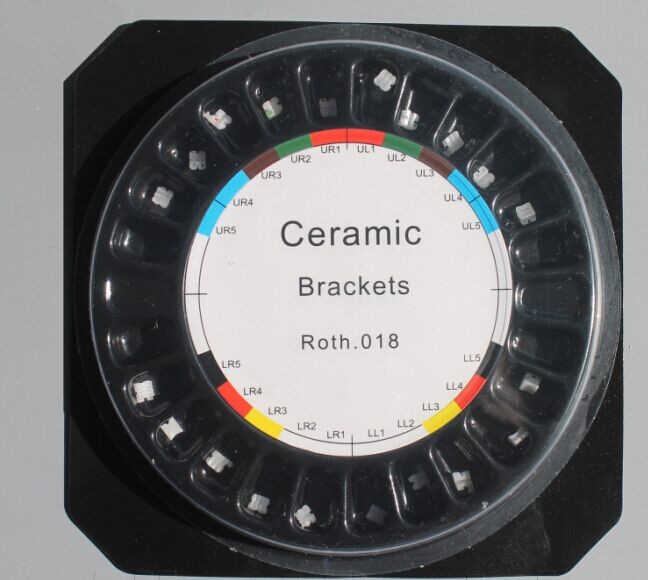 UR1 UL1
UR2 UL2
UR3 UL3
UR4 UL4
UR5 UL5
Ceramic
Brackets
Roth.018
LR5 LL5
LR4 LL4
LR3 LL3
LR2 LL2
LR1 LL1